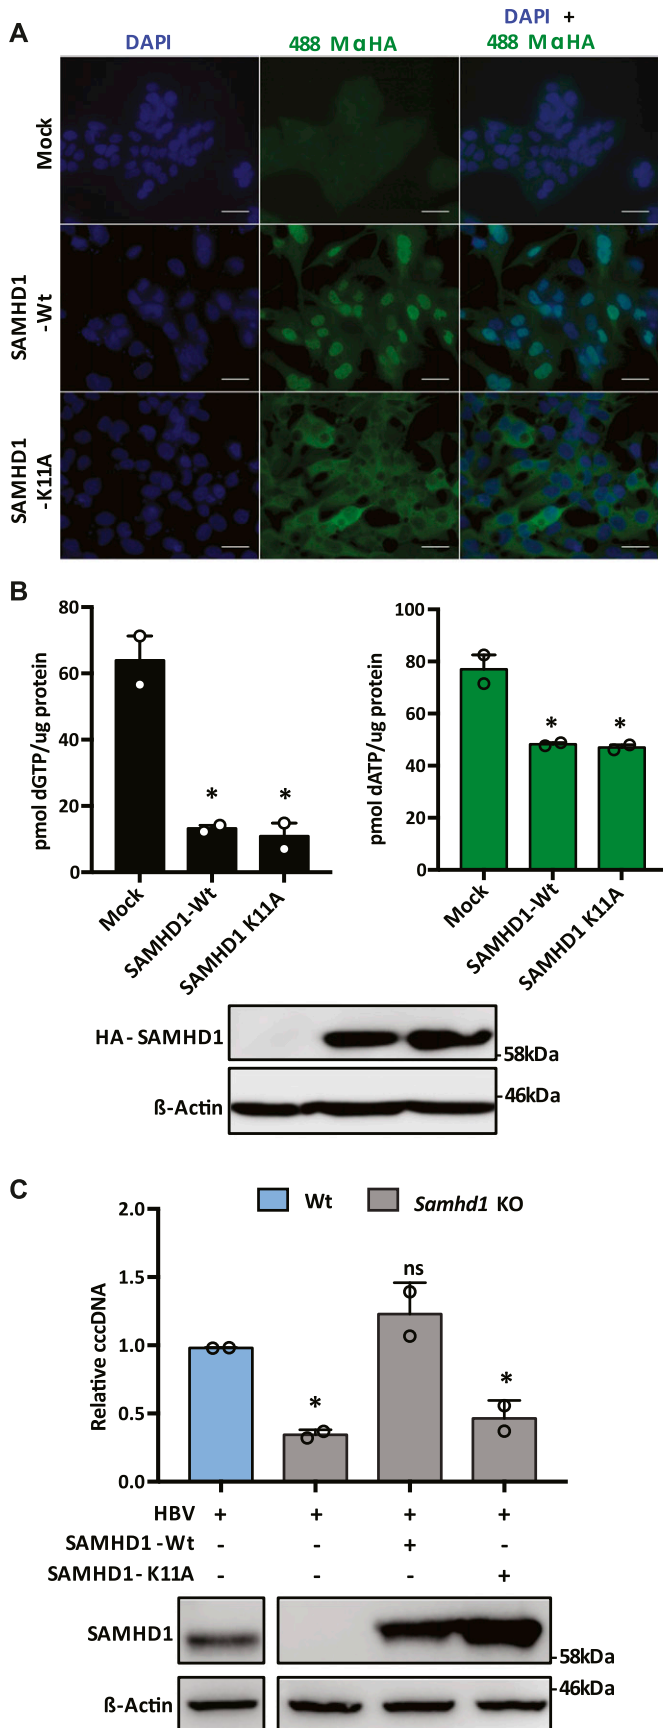 A
DAPI
488 MαHA
DAPI +
488 MαHA
Mock
SAMHD1
-Wt
SAMHD1
-K11A
B
80
60
40
20
0
pmol dGTP/ug protein
* *
Mock
SAMHD1-Wt
SAMHD1 K11A
100
80
60
40
20
0
pmol dATP/ug protein
* *
Mock
SAMHD1-Wt
SAMHD1 K11A
HA - SAMHD1
-58kDa
ß-Actin
-46kDa
C
Wt
Samhd1 KO
2.0
1.5
1.0
0.5
0.0
Relative cccDNA
*
ns
*
HBV + + + +
SAMHD1 -Wt - - + -
SAMHD1- K11A - - - +
SAMHD1
-58kDa
-46kDa
ß-Actin